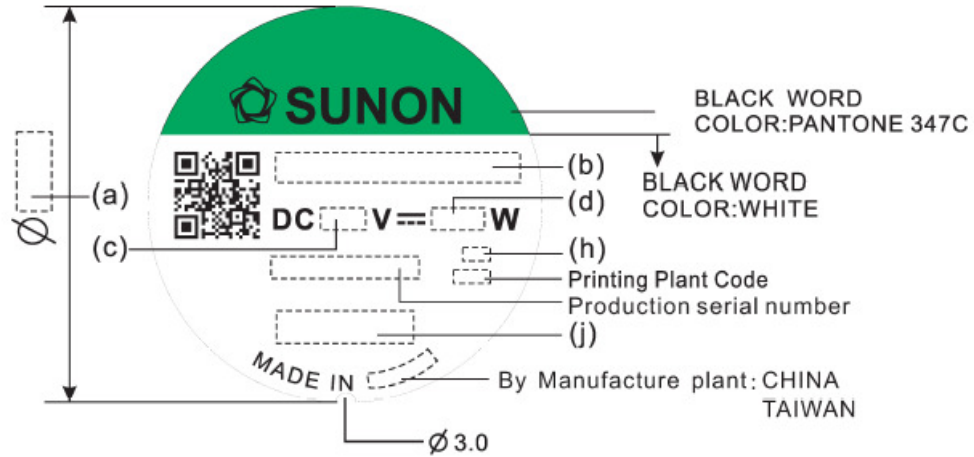 SUNON
BLACK WORD
COLOR:PANTONE 347C
(a)
(b)
BLACK WORD
COLOR:WHITE
DC V W
(d)
Ø
(c)
(h)
Printing Plant Code
Production serial number
(j)
MADE IN
By Manufacture plant: CHINA
TAIWAN
Ø 3.0